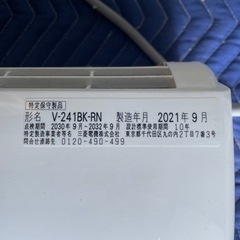 特定保守製品
形名 V-241BK-RN 製造年月 2021年9月
点検期間 2030年9月~2032年9月 設計標準使用期間 10年
特定製造事業者等名 三菱電機株式会社 東京都千代田区丸の内2丁目7番3号
問合せ連絡先 0120-490-499